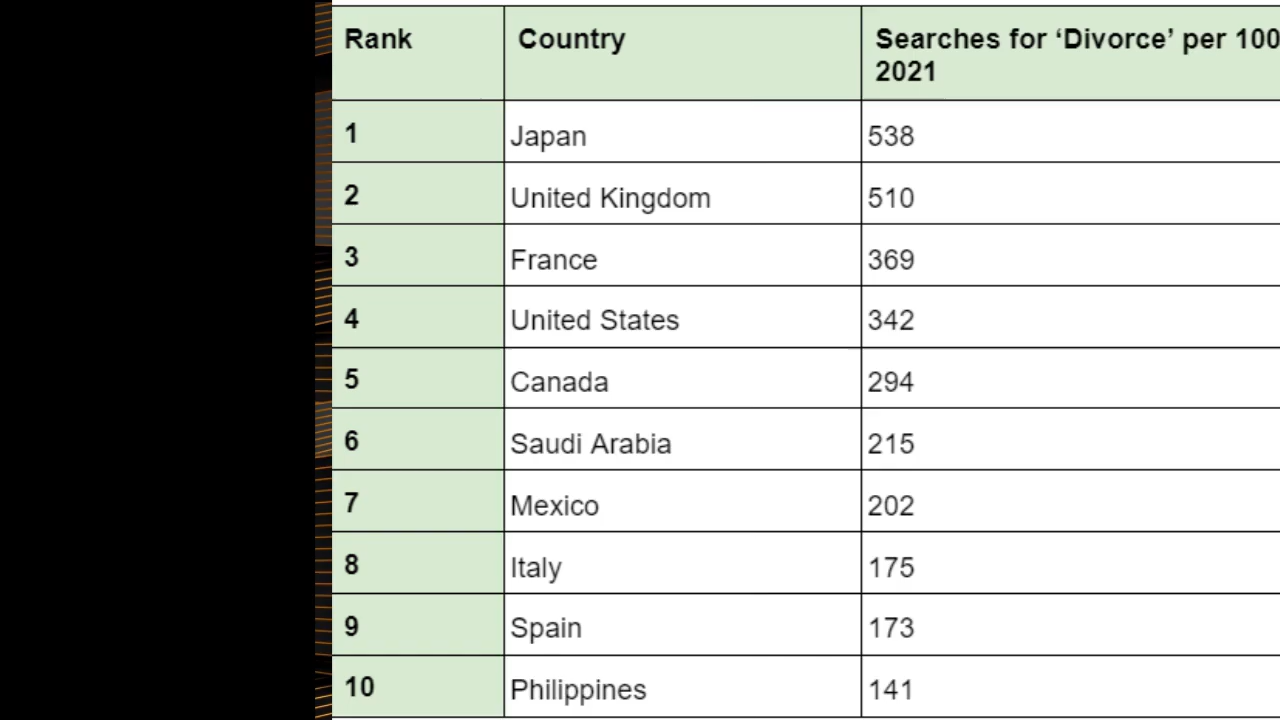 Rank Country Searches for ‘Divorce’ per 100
2021
1 Japan 538
2 United Kingdom 510
3 France 369
4 United States 342
5 Canada 294
6 Saudi Arabia 215
7 Mexico 202
8 Italy 175
9 Spain 173
10 Philippines 141